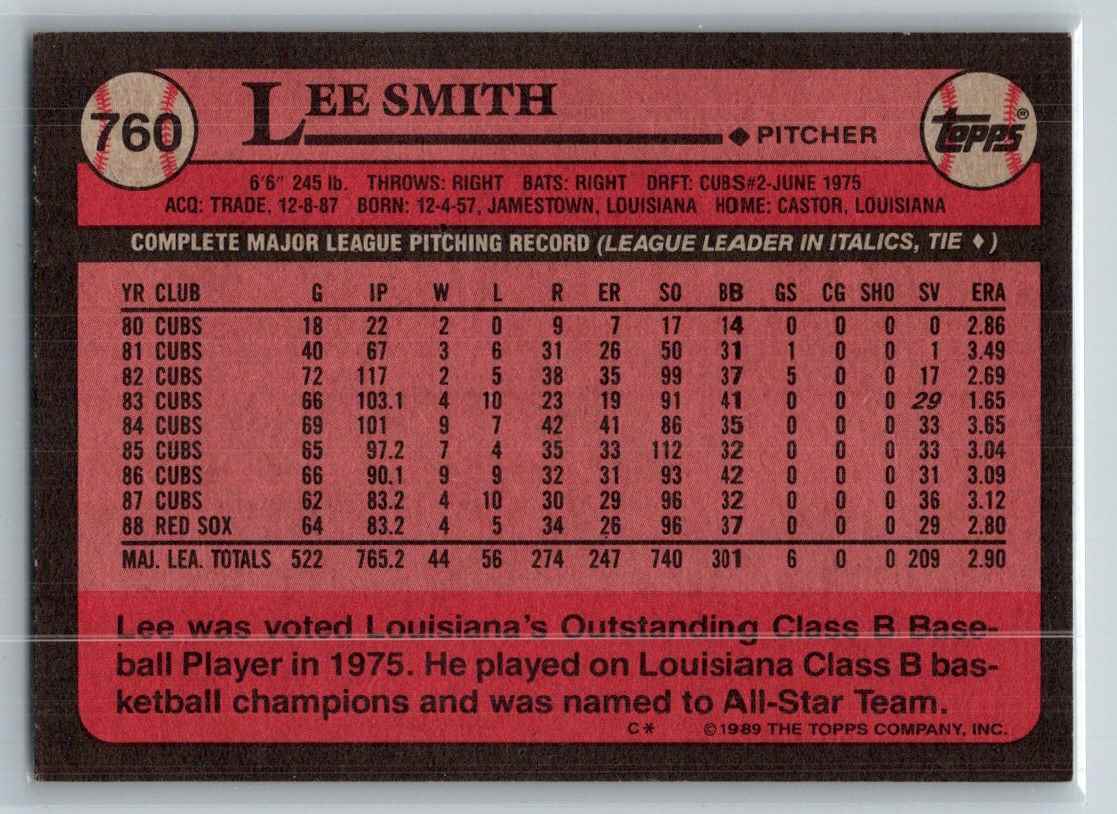 760
LEE SMITH
◆ PITCHER
topps®
6'6" 245 lb. THROWS: RIGHT BATS: RIGHT DRFT: CUBS#2-JUNE 1975
ACQ: TRADE, 12-8-87 BORN: 12-4-57, JAMESTOWN, LOUISIANA HOME: CASTOR, LOUISIANA
COMPLETE MAJOR LEAGUE PITCHING RECORD (LEAGUE LEADER IN ITALICS, TIE ♦)
YR CLUB G IP W L R ER SO BB GS CG SHO SV ERA
80 CUBS 18 22 2 0 9 7 17 14 0 0 0 0 2.86
81 CUBS 40 67 3 6 31 26 50 31 1 0 0 1 3.49
82 CUBS 72 117 2 5 38 35 99 37 5 0 0 17 2.69
83 CUBS 66 103.1 4 10 23 19 91 41 0 0 0 29 1.65
84 CUBS 69 101 9 7 42 41 86 35 0 0 0 33 3.65
85 CUBS 65 97.2 7 4 35 33 112 32 0 0 0 33 3.04
86 CUBS 66 90.1 9 9 32 31 93 42 0 0 0 31 3.09
87 CUBS 62 83.2 4 10 30 29 96 32 0 0 0 36 3.12
88 RED SOX 64 83.2 4 5 34 26 96 37 0 0 0 29 2.80
MAJ. LEA. TOTALS 522 765.2 44 56 274 247 740 301 6 0 0 209 2.90
Lee was voted Louisiana's Outstanding Class B Base-
ball Player in 1975. He played on Louisiana Class B bas-
ketball champions and was named to All-Star Team.
C* ©1989 THE TOPPS COMPANY, INC.